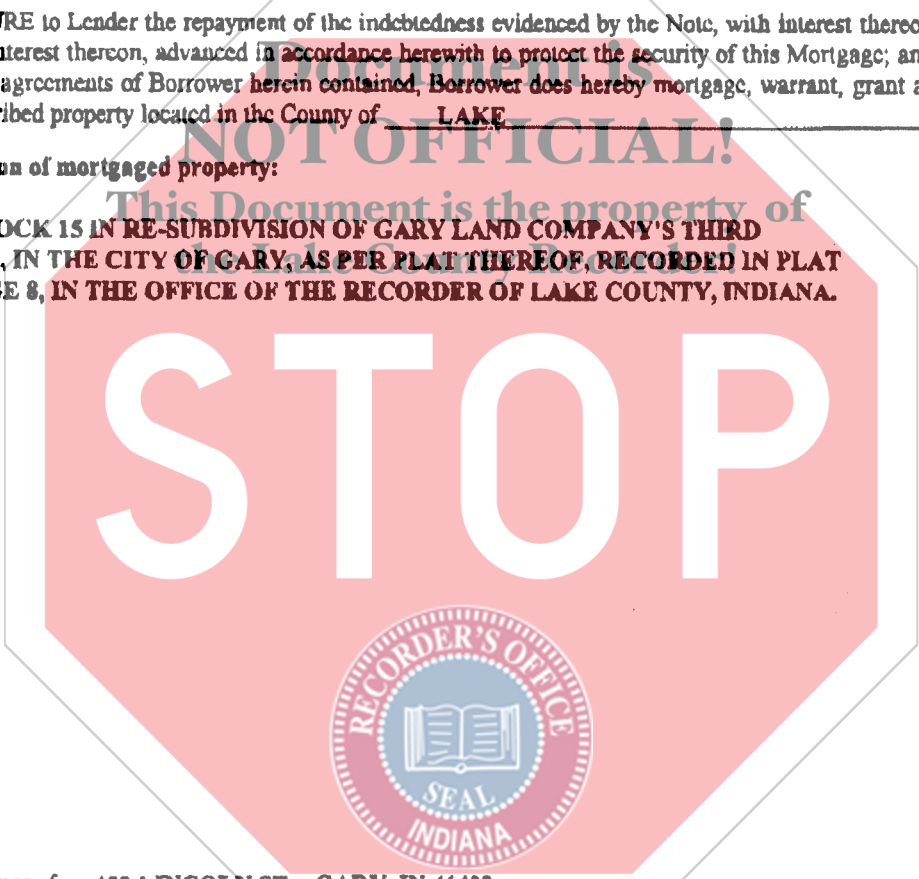 RE to Lender the repayment of the indebtedness evidenced by the Note, with interest thereo
terest thereon, advanced in accordance herewith to protect the security of this Mortgage; an
agreements of Borrower herein contained, Borrower does hereby mortgage, warrant, grant a
ibed property located in the County of LAKE
Document is
NOT OFFICIAL!
This Document is the property of
the Lake County Recorder!
n of mortgaged property:
OCK 15 IN RE-SUBDIVISION OF GARY LAND COMPANY'S THIRD
, IN THE CITY OF GARY, AS PER PLAT THEREOF, RECORDED IN PLAT
E 8, IN THE OFFICE OF THE RECORDER OF LAKE COUNTY, INDIANA.
STOP
RECORDER'S OFFICE
SEAL
INDIANA